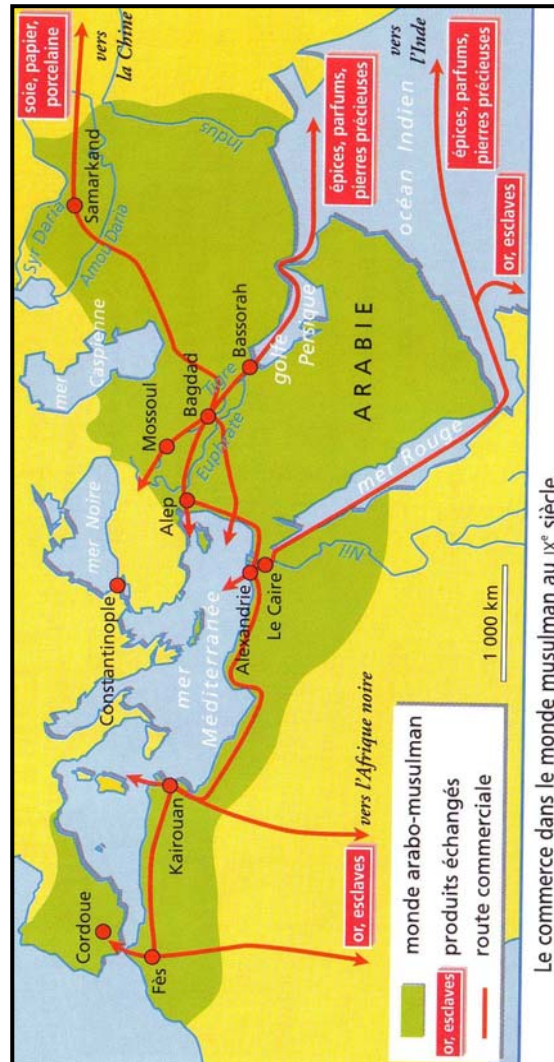 soie, papier,
porcelaine
vers
la Chine
Syr Daria
Amou Daria
Samarkand
Indus
épices, parfums,
pierres précieuses
vers
l'Inde
océan Indien
épices, parfums,
pierres précieuses
or, esclaves
mer
Caspienne
Mossoul
Bagdad
Tigre
Euphrate
Bassorah
golfe
Persique
ARABIE
mer Noire
Constantinople
Alep
mer
Méditerranée
Alexandrie
Le Caire
Nil
mer Rouge
Cordoue
Fès
Kairouan
vers l'Afrique noire
or, esclaves
1 000 km
monde arabo-musulman
or, esclaves
produits échangés
route commerciale
Le commerce dans le monde musulman au IXe siècle